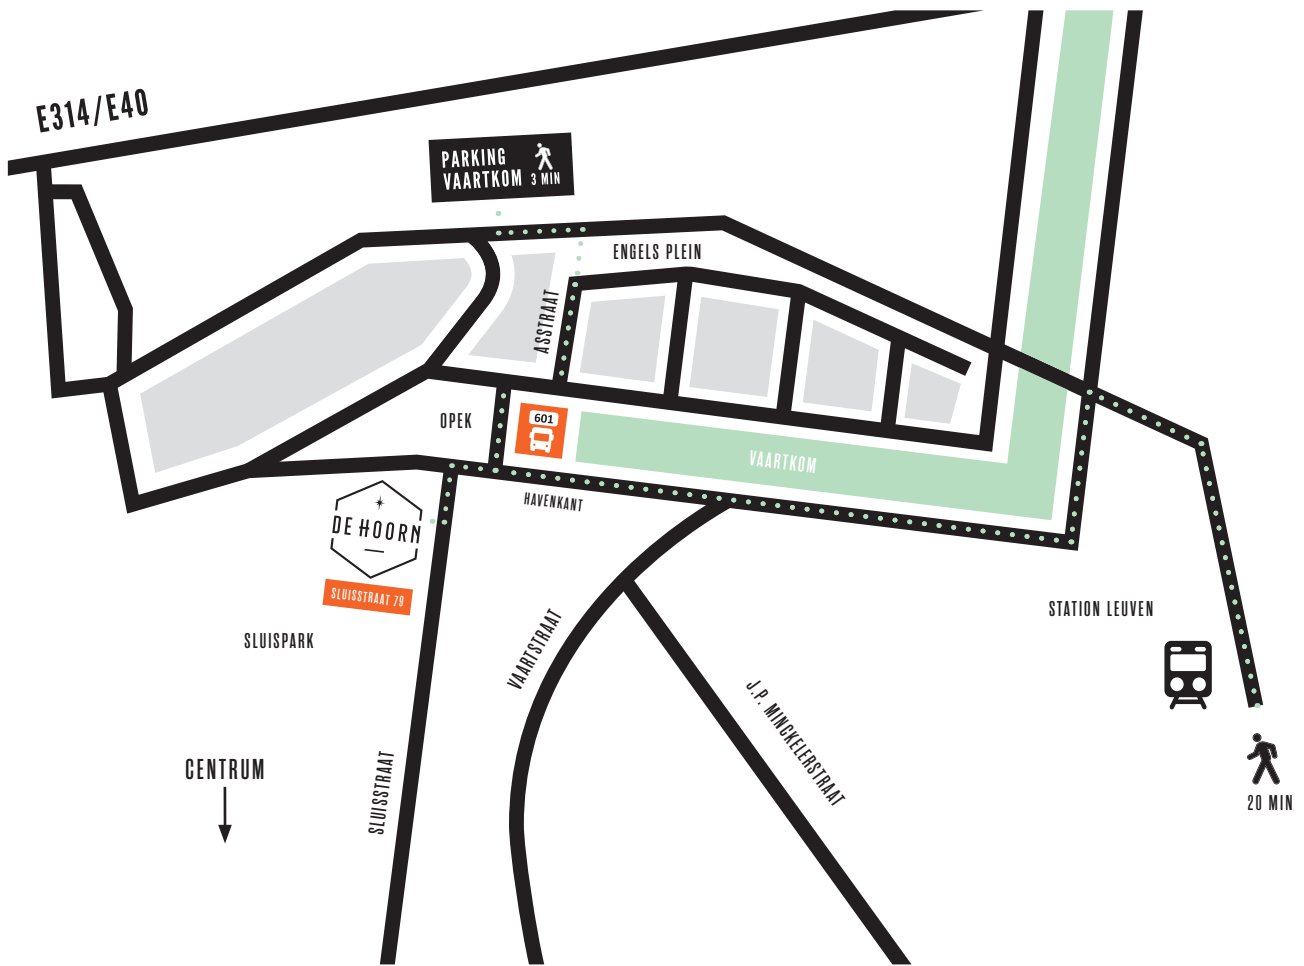 E314/E40
PARKING
VAARTKOM 3 MIN
ENGELS PLEIN
ASSTRAAT
OPEK
601
VAARTKOM
HAVENKANT
DE HOORN
SLUISSTRAAT 79
SLUISPARK
VAARTSTRAAT
STATION LEUVEN
J.P. MINCKELERSTRAAT
CENTRUM
SLUISSTRAAT
20 MIN